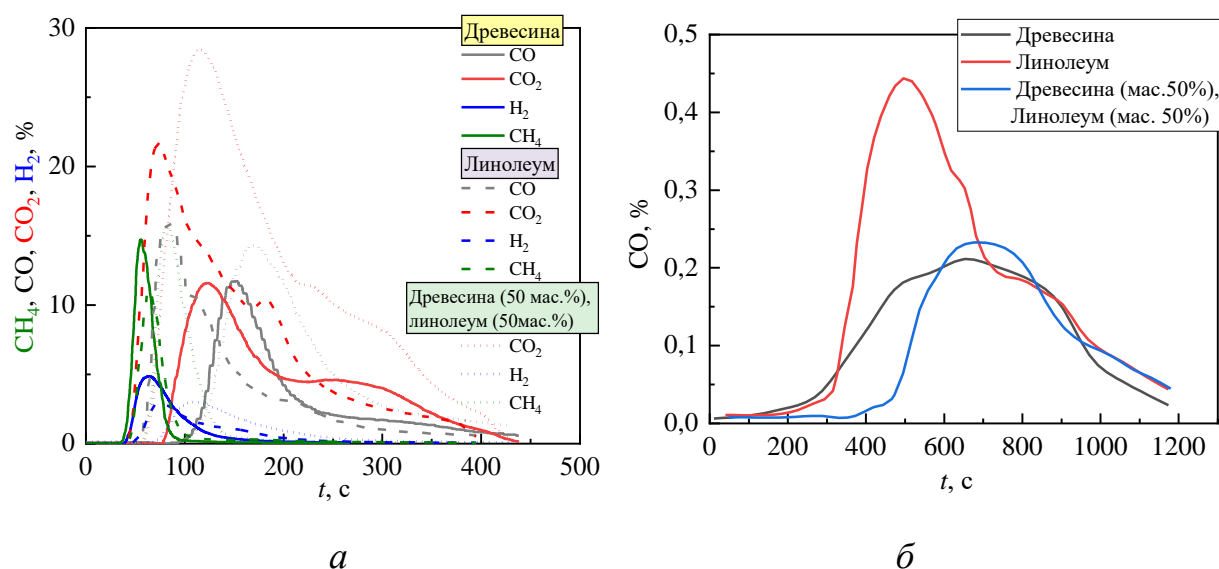 30
20
10
0
0
100
200
300
400
500
CH₄, CO, CO₂, H₂, %
t, с
Древесина
CO
CO₂
H₂
CH₄
Линолеум
CO
CO₂
H₂
CH₄
Древесина (50 мас.%),
линолеум (50мас.%)
CO₂
H₂
CH₄
а
0,5
0,4
0,3
0,2
0,1
0,0
0
200
400
600
800
1000
1200
CO, %
t, с
Древесина
Линолеум
Древесина (мас.50%),
Линолеум (мас. 50%)
б